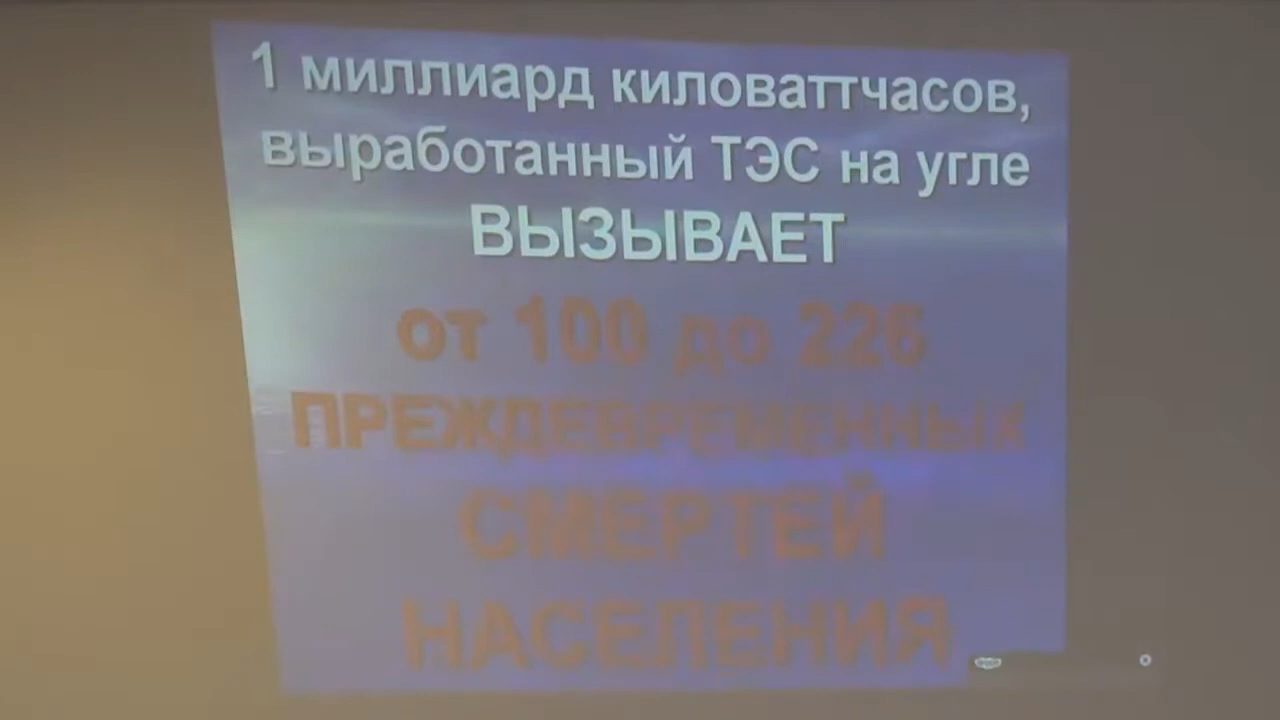 1 миллиард киловаттчасов,
выработанный ТЭС на угле
ВЫЗЫВАЕТ
от 100 до 226
ПРЕЖДЕВРЕМЕННЫХ
СМЕРТЕЙ
НАСЕЛЕНИЯ